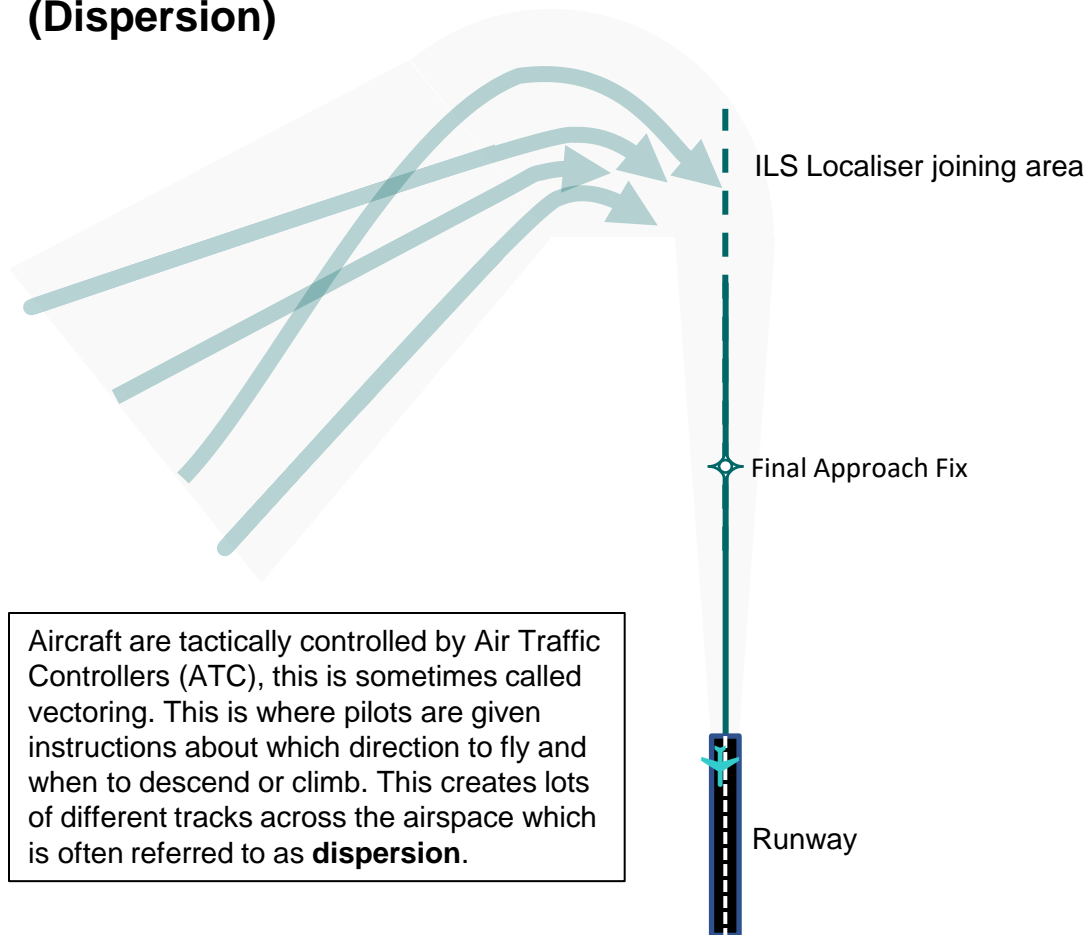 (Dispersion)
ILS Localiser joining area
Final Approach Fix
Aircraft are tactically controlled by Air Traffic
Controllers (ATC), this is sometimes called
vectoring. This is where pilots are given
instructions about which direction to fly and
when to descend or climb. This creates lots
of different tracks across the airspace which
is often referred to as dispersion.
Runway